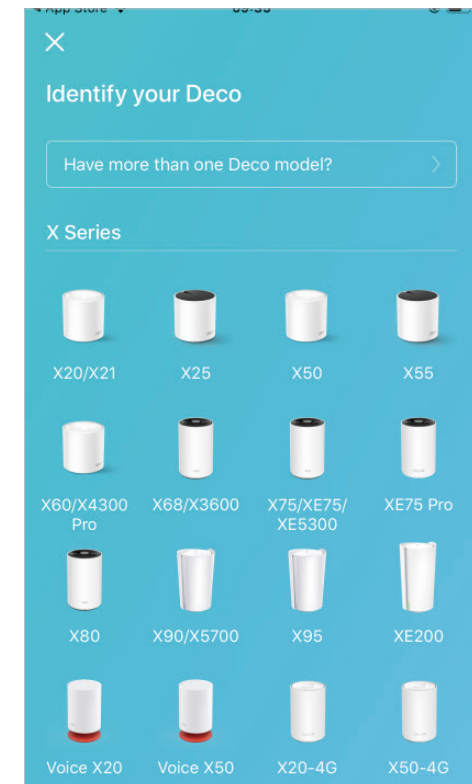 App Store
Identify your Deco
Have more than one Deco model?
X Series
X20/X21 X25 X50 X55
X60/X4300 X68/X3600 X75/XE75/ XE75 Pro
Pro XE5300
X80 X90/X5700 X95 XE200
Voice X20 Voice X50 X20-4G X50-4G